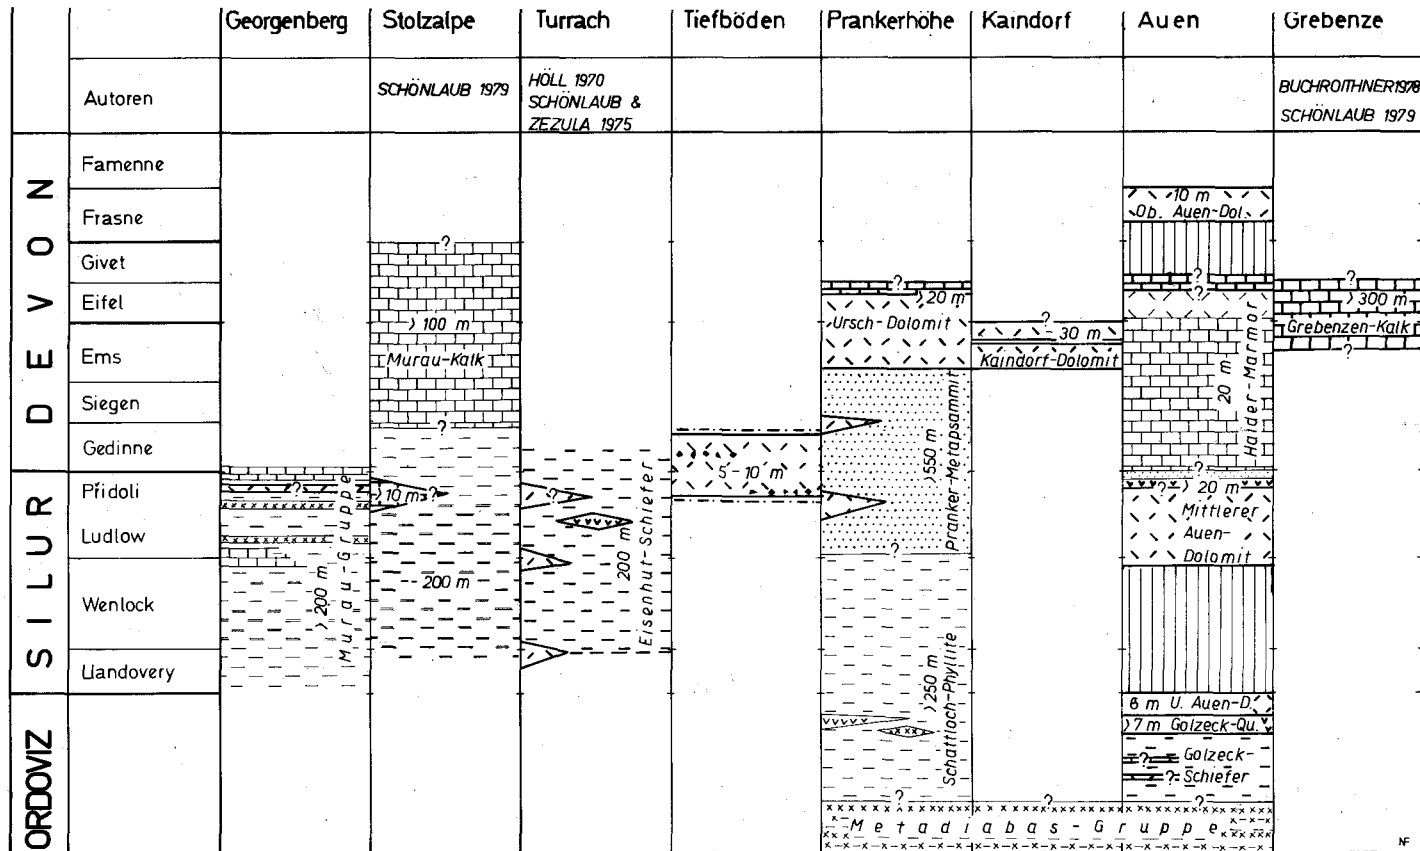 Georgenberg Stolzalpe Turrach Tiefböden Prankerhöhe Kaindorf Auen Grebenze
Autoren
SCHÖNLAUB 1979
HÖLL 1970
SCHÖNLAUB &
ZEZULA 1975
BUCHROITHNER 1978
SCHÖNLAUB 1979
DEVON
Famenne
Frasne
Givet
Eifel
Ems
Siegen
Gedinne
SILUR
Přidoli
Ludlow
Wenlock
Llandovery
ORDOVIZ
?
> 200 m
Murau-Gruppe
?
> 100 m
Murau-Kalk
?
> 10 m ?
200 m
?
200 m
Eisenhut-Schiefer
5 - 10 m
?
> 20 m
Ursch-Dolomit
> 550 m
Pranker-Metapsammit
?
> 250 m
Schattloch-Phyllite
?
?
30 m
Kaindorf-Dolomit
?
10 m
Ob. Auen-Dol.
?
?
20 m
Haider-Marmor
?
> 20 m
Mittlerer
Auen-
Dolomit
6 m U. Auen-D.
> 7 m Golzeck-Qu.
? Golzeck-
? Schiefer
?
Metadiabas-Gruppe
?
> 300 m
Grebenzen-Kalk
?
NF